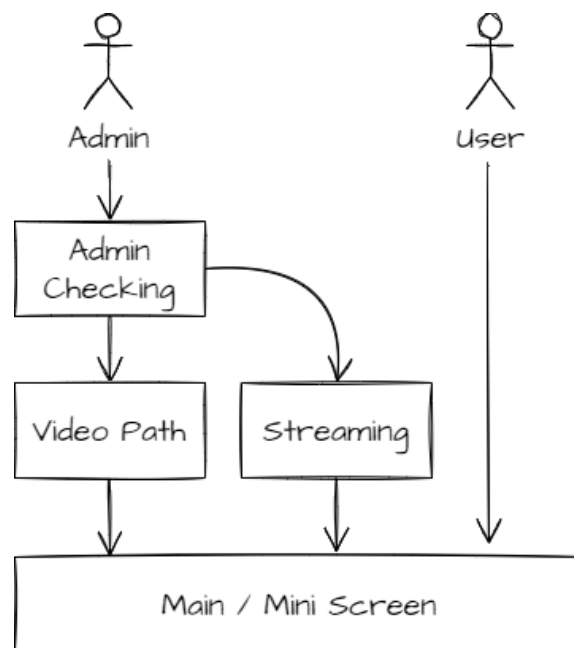 Admin
User
Admin
Checking
Video Path
Streaming
Main / Mini Screen